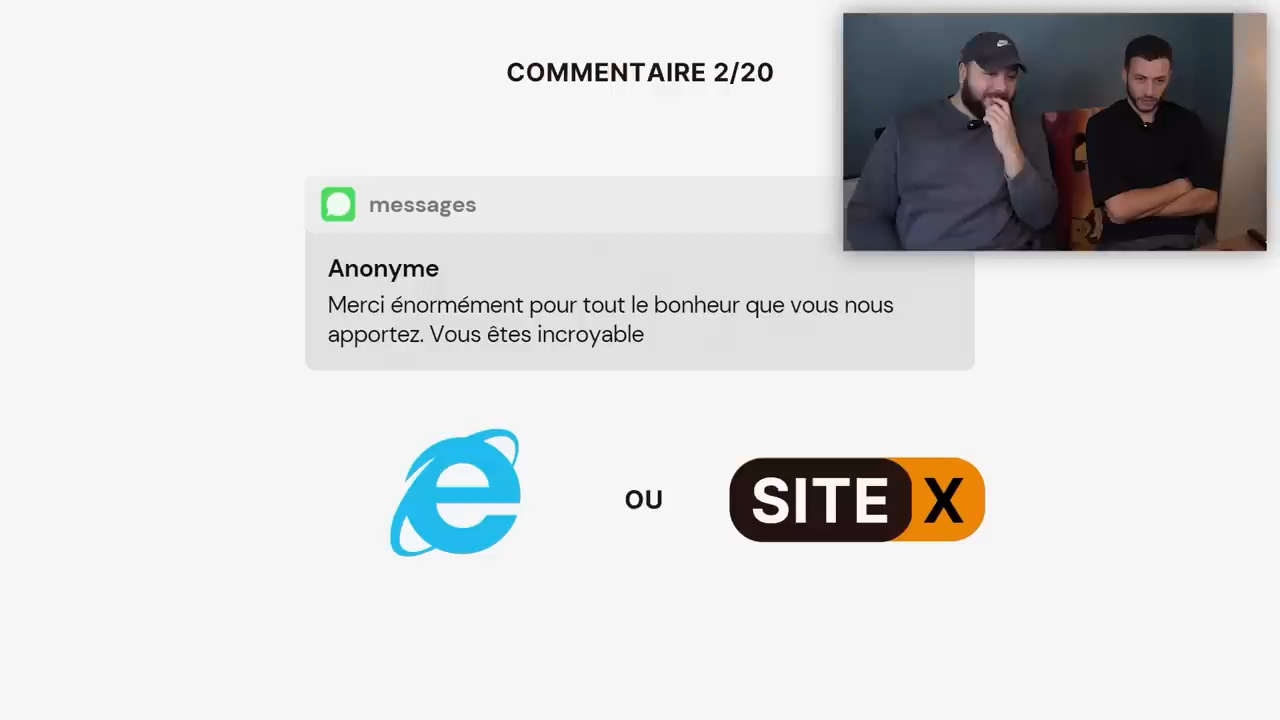 COMMENTAIRE 2/20
messages
Anonyme
Merci énormément pour tout le bonheur que vous nous
apportez. Vous êtes incroyable
OU
SITE X